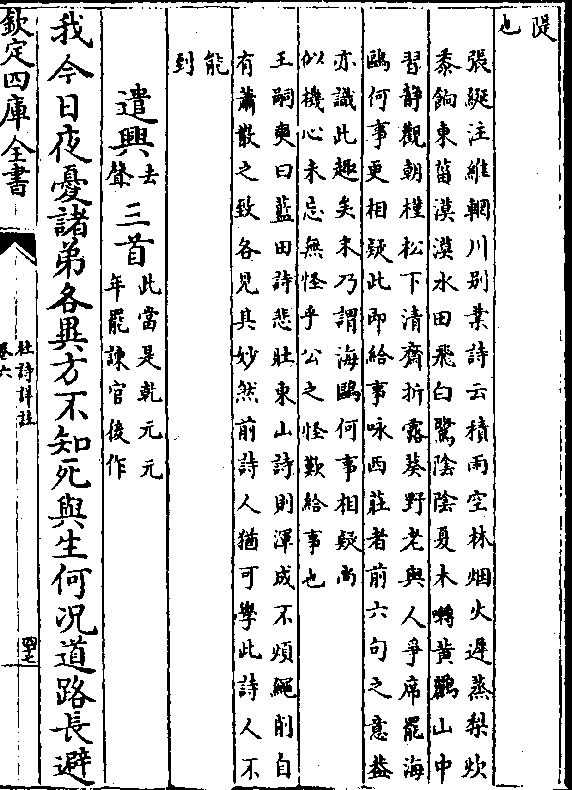 隄
也
張綖注維輞川别業詩云積雨空林烟火遲蒸梨炊
黍餉東菑漠漠水田飛白鷺陰陰夏木囀黄鸝山中
習静觀朝槿松下清齋折露葵野老與人爭席罷海
鷗何事更相疑此即給事咏西莊者前六句之意葢
亦識此趣矣末乃謂海鷗何事相疑尚
似機心未忘無怪乎公之怪歎給事也
王嗣奭曰藍田詩悲壯東山詩則渾成不煩繩削自
有蕭散之致各見其妙然前詩人猶可學此詩人不
能
到
遣興去聲三首此當是乾元元
年罷諫官後作
我今日夜憂諸弟各異方不知死與生何况道路長避
欽定四庫全書
杜詩詳註
卷六
四七